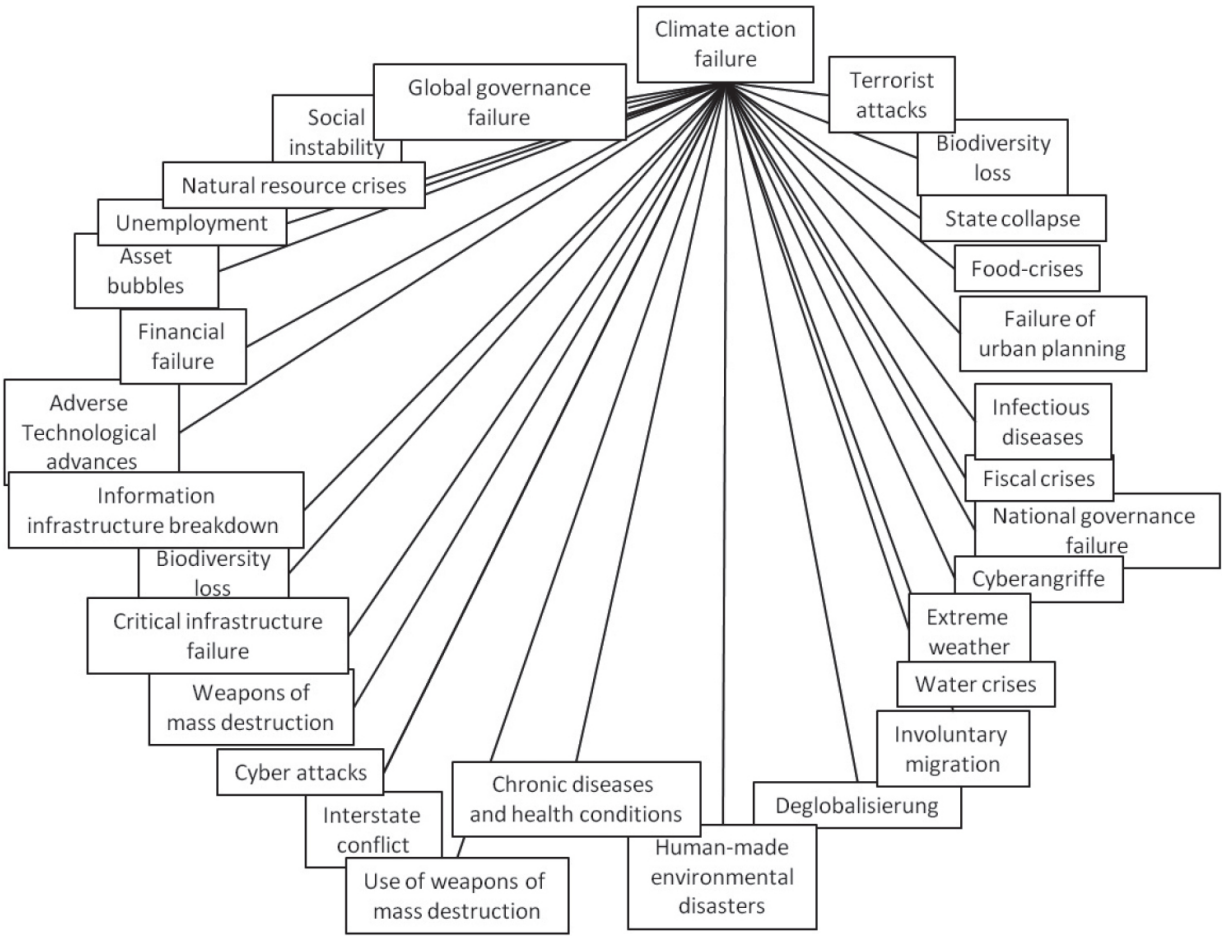 Climate action
failure
Terrorist
attacks
Biodiversity
loss
State collapse
Food-crises
Failure of
urban planning
Infectious
diseases
Fiscal crises
National governance
failure
Cyberangriffe
Extreme
weather
Water crises
Involuntary
migration
Deglobalisierung
Human-made
environmental
disasters
Chronic diseases
and health conditions
Use of weapons of
mass destruction
Interstate
conflict
Cyber attacks
Weapons of
mass destruction
Critical infrastructure
failure
Biodiversity
loss
Information
infrastructure breakdown
Adverse
Technological
advances
Financial
failure
Asset
bubbles
Unemployment
Natural resource crises
Social
instability
Global governance
failure